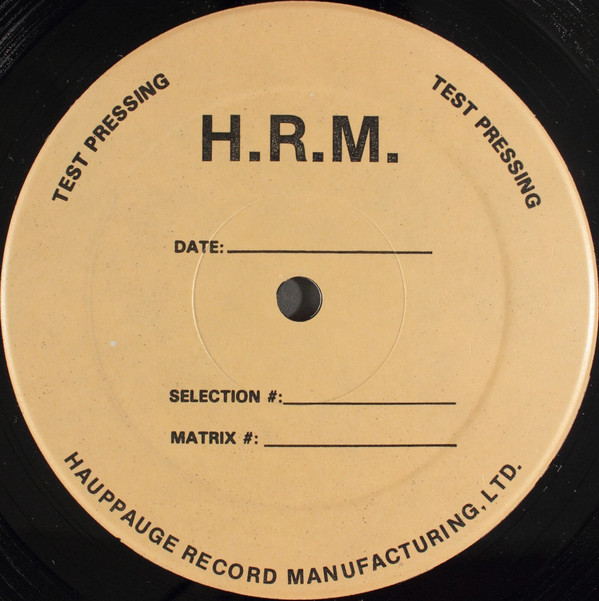 TEST PRESSING
TEST PRESSING
H.R.M.
DATE:
SELECTION #:
MATRIX #:
HAUPPAUGE RECORD MANUFACTURING, LTD.